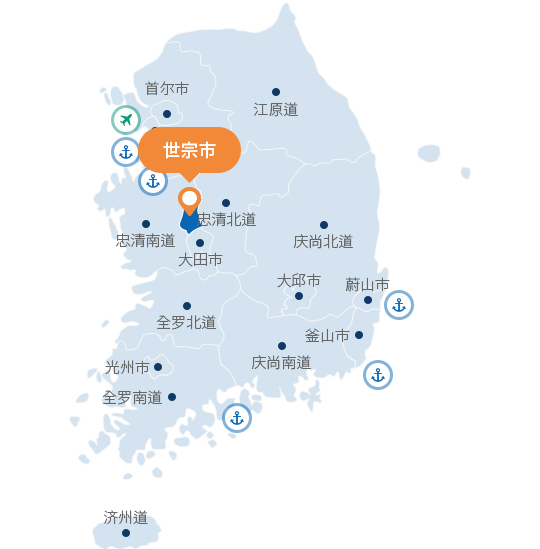 首尔市
江原道
世宗市
忠清北道
忠清南道
庆尚北道
大田市
大邱市
蔚山市
全罗北道
釜山市
庆尚南道
光州市
全罗南道
济州道